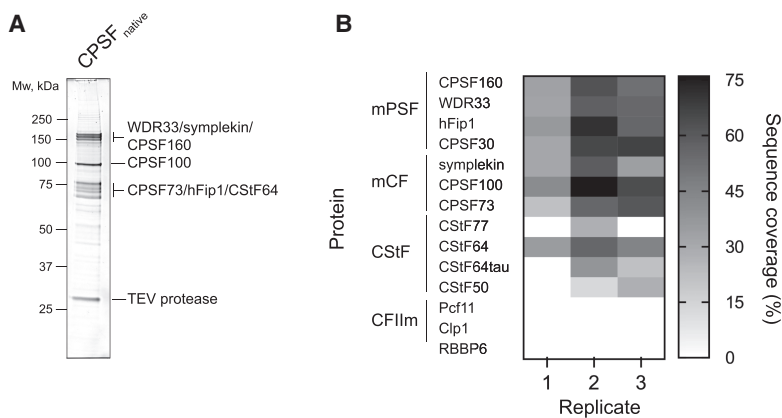 A
CPSF native
Mw, kDa
250
150
100
75
50
37
25
WDR33/symplekin/
CPSF160
CPSF100
CPSF73/hFip1/CStF64
TEV protease
B
Protein
mPSF
CPSF160
WDR33
hFip1
CPSF30
mCF
symplekin
CPSF100
CPSF73
CStF
CStF77
CStF64
CStF64tau
CStF50
CFIIm
Pcf11
Clp1
RBBP6
1 2 3
Replicate
75
60
45
30
15
0
Sequence coverage (%)